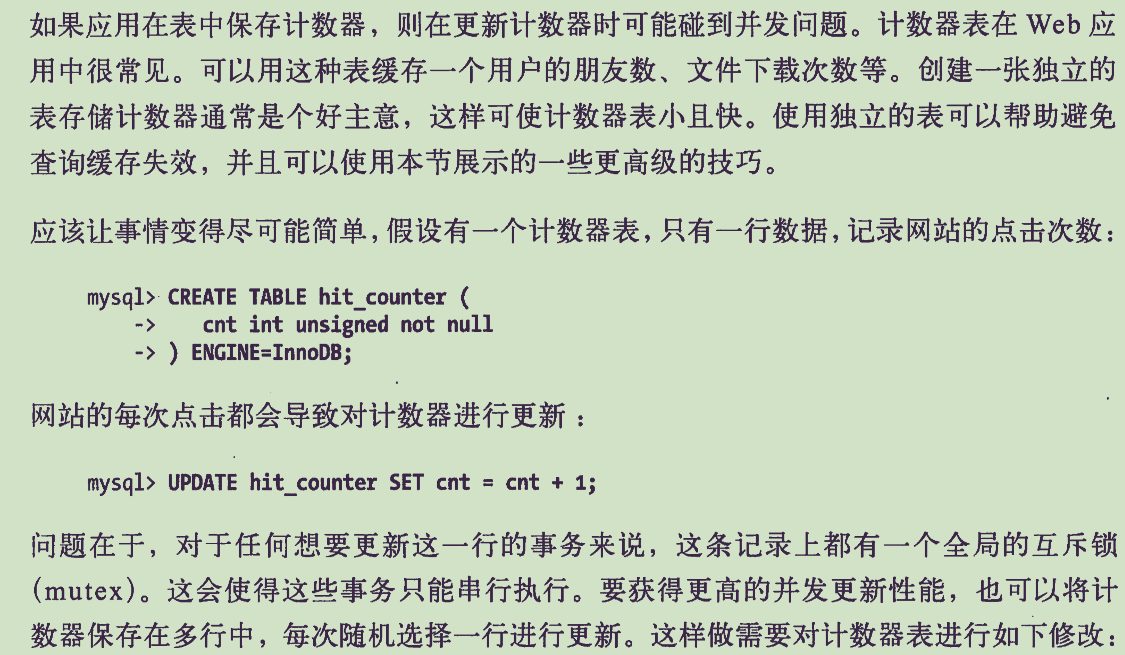 如果应用在表中保存计数器，则在更新计数器时可能碰到并发问题。计数器表在 Web 应
用中很常见。可以用这种表缓存一个用户的朋友数、文件下载次数等。创建一张独立的
表存储计数器通常是个好主意，这样可使计数器表小且快。使用独立的表可以帮助避免
查询缓存失效，并且可以使用本节展示的一些更高级的技巧。
应该让事情变得尽可能简单，假设有一个计数器表，只有一行数据，记录网站的点击次数：
mysql> CREATE TABLE hit_counter (
-> cnt int unsigned not null
-> ) ENGINE=InnoDB;
网站的每次点击都会导致对计数器进行更新：
mysql> UPDATE hit_counter SET cnt = cnt + 1;
问题在于，对于任何想要更新这一行的事务来说，这条记录上都有一个全局的互斥锁
(mutex)。这会使得这些事务只能串行执行。要获得更高的并发更新性能，也可以将计
数器保存在多行中，每次随机选择一行进行更新。这样做需要对计数器表进行如下修改：